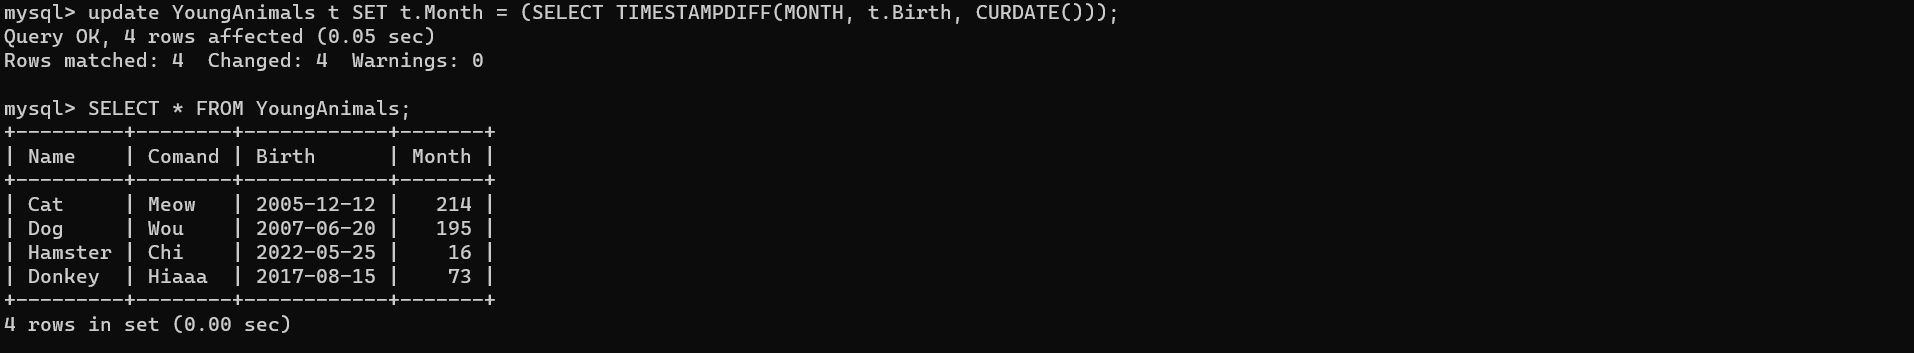 mysql> update YoungAnimals t SET t.Month = (SELECT TIMESTAMPDIFF(MONTH, t.Birth, CURDATE()));
Query OK, 4 rows affected (0.05 sec)
Rows matched: 4  Changed: 4  Warnings: 0

mysql> SELECT * FROM YoungAnimals;
+---------+--------+------------+-------+
| Name    | Comand | Birth      | Month |
+---------+--------+------------+-------+
| Cat     | Meow   | 2005-12-12 |   214 |
| Dog     | Wou    | 2007-06-20 |   195 |
| Hamster | Chi    | 2022-05-25 |    16 |
| Donkey  | Hiaaa  | 2017-08-15 |    73 |
+---------+--------+------------+-------+
4 rows in set (0.00 sec)